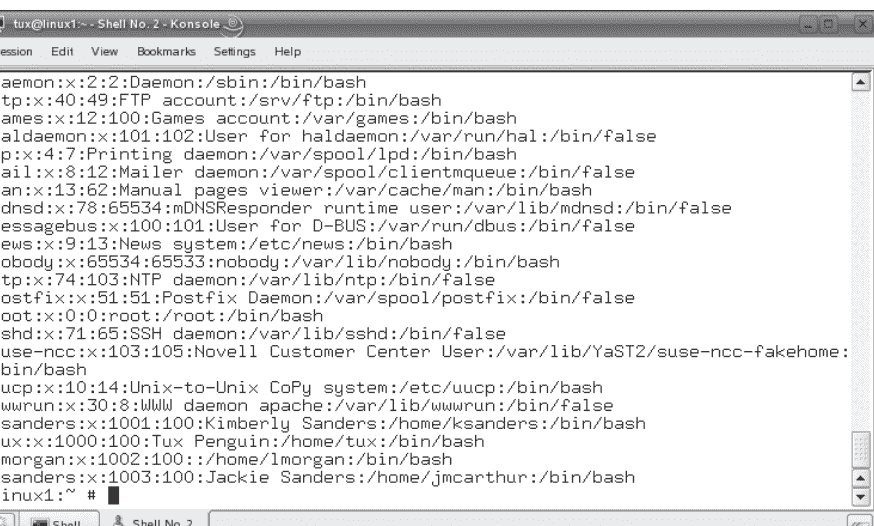 tux@linux1:~ - Shell No. 2 - Konsole
ession Edit View Bookmarks Settings Help
aemon:x:2:2:Daemon:/sbin:/bin/bash
tp:x:40:49:FTP account:/srv/ftp:/bin/bash
ames:x:12:100:Games account:/var/games:/bin/bash
aldaemon:x:101:102:User for haldaemon:/var/run/hal:/bin/false
p:x:4:7:Printing daemon:/var/spool/lpd:/bin/bash
ail:x:8:12:Mailer daemon:/var/spool/clientmqueue:/bin/false
an:x:13:62:Manual pages viewer:/var/cache/man:/bin/bash
dnsd:x:78:65534:mDNSResponder runtime user:/var/lib/mdnsd:/bin/false
essagebus:x:100:101:User for D-BUS:/var/run/dbus:/bin/false
ews:x:9:13:News system:/etc/news:/bin/bash
obody:x:65534:65533:nobody:/var/lib/nobody:/bin/bash
tp:x:74:103:NTP daemon:/var/lib/ntp:/bin/false
ostfix:x:51:51:Postfix Daemon:/var/spool/postfix:/bin/false
oot:x:0:0:root:/root:/bin/bash
shd:x:71:65:SSH daemon:/var/lib/sshd:/bin/false
use-ncc:x:103:105:Novell Customer Center User:/var/lib/YaST2/suse-ncc-fakehome:
bin/bash
ucp:x:10:14:Unix-to-Unix CoPy system:/etc/uucp:/bin/bash
wwrun:x:30:8:WWW daemon apache:/var/lib/wwwrun:/bin/false
sanders:x:1001:100:Kimberly Sanders:/home/ksanders:/bin/bash
ux:x:1000:100:Tux Penguin:/home/tux:/bin/bash
morgan:x:1002:100::/home/lmorgan:/bin/bash
sanders:x:1003:100:Jackie Sanders:/home/jmcarthur:/bin/bash
inux1:~ #
Shell Shell No. 2